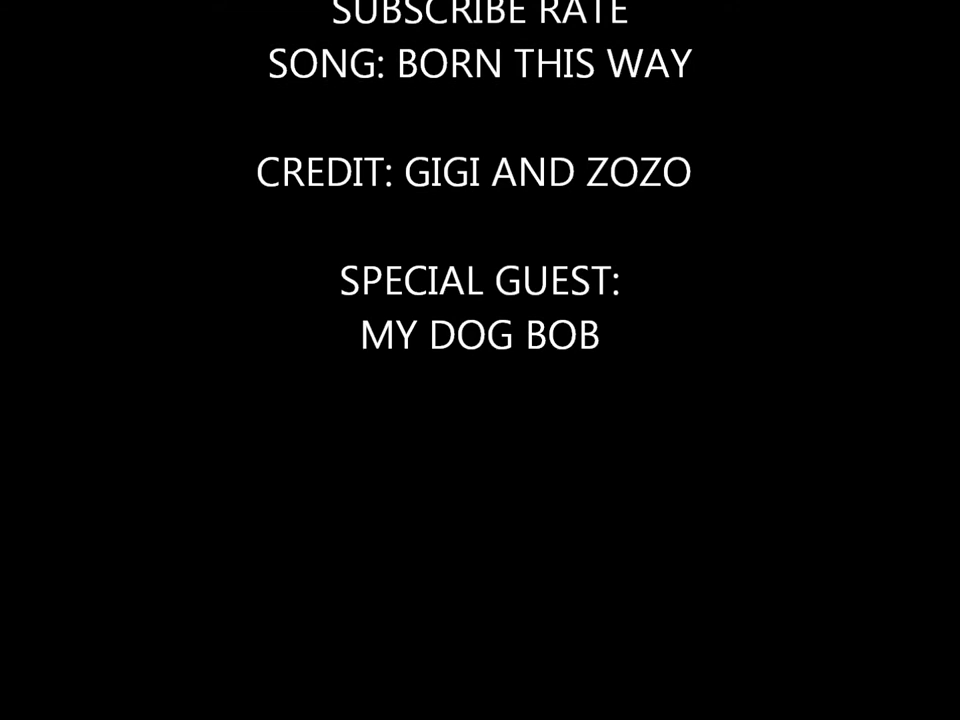 SUBSCRIBE RATE
SONG: BORN THIS WAY
CREDIT: GIGI AND ZOZO
SPECIAL GUEST:
MY DOG BOB